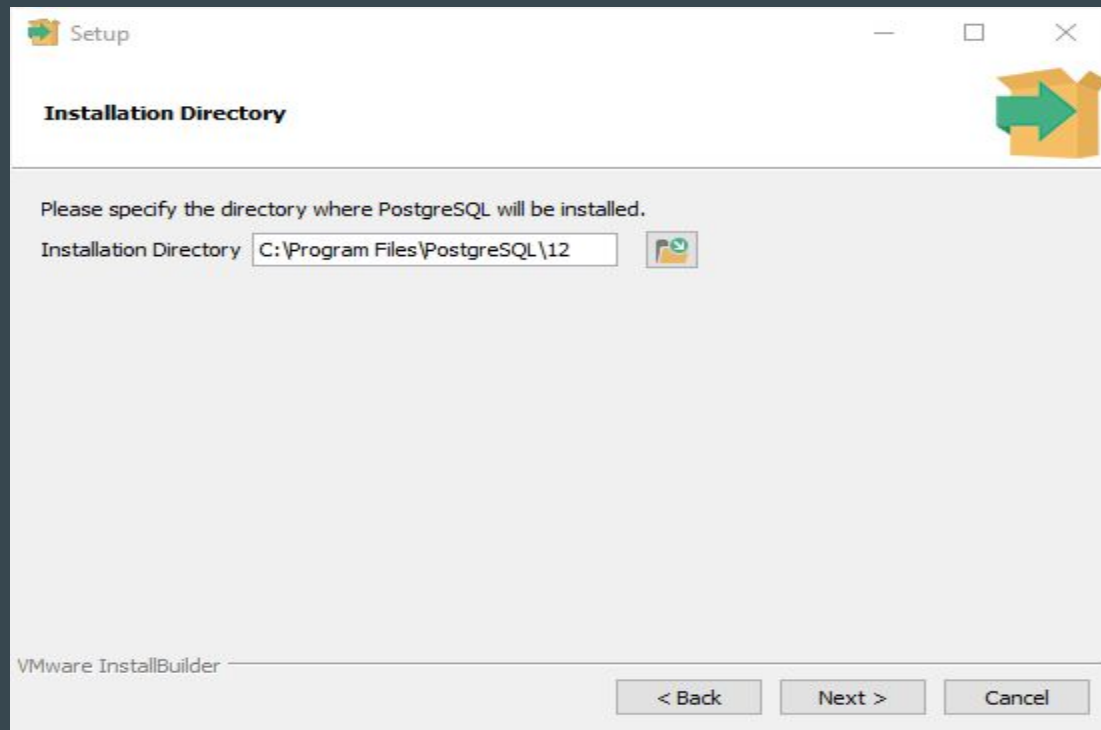 Setup
Installation Directory
Please specify the directory where PostgreSQL will be installed.
Installation Directory C:\Program Files\PostgreSQL\12
VMware InstallBuilder
< Back Next > Cancel